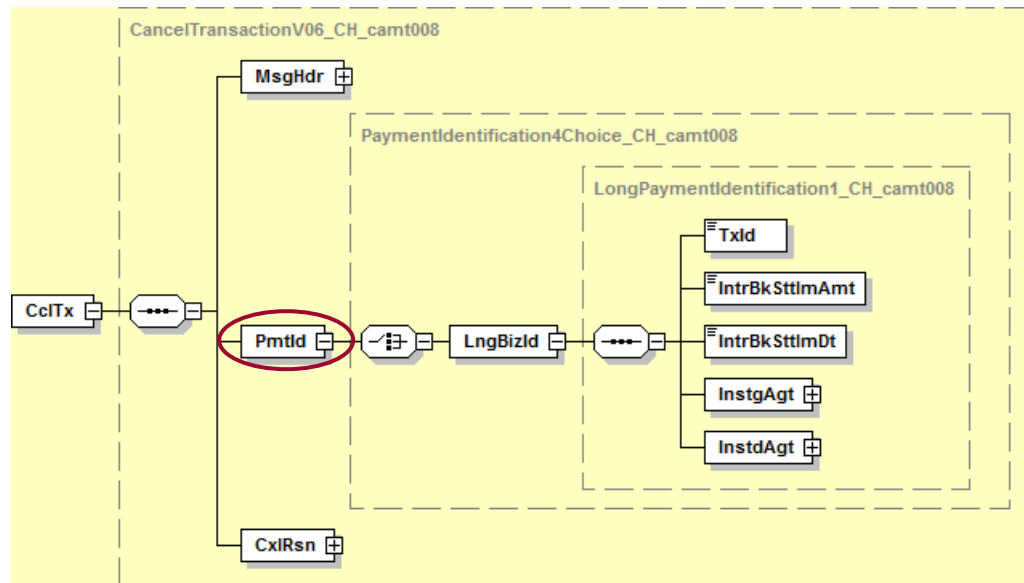 CancelTransactionV06_CH_camt008
MsgHdr
PaymentIdentification4Choice_CH_camt008
LongPaymentIdentification1_CH_camt008
TxId
IntrBkSttlmAmt
CclTx
PmtId
LngBizId
IntrBkSttlmDt
InstgAgt
InstdAgt
CxlRsn